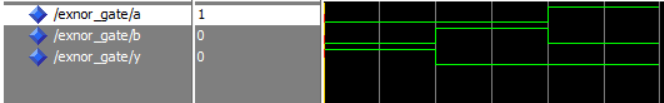 /exnor_gate/a 1
/exnor_gate/b 0
/exnor_gate/y 0